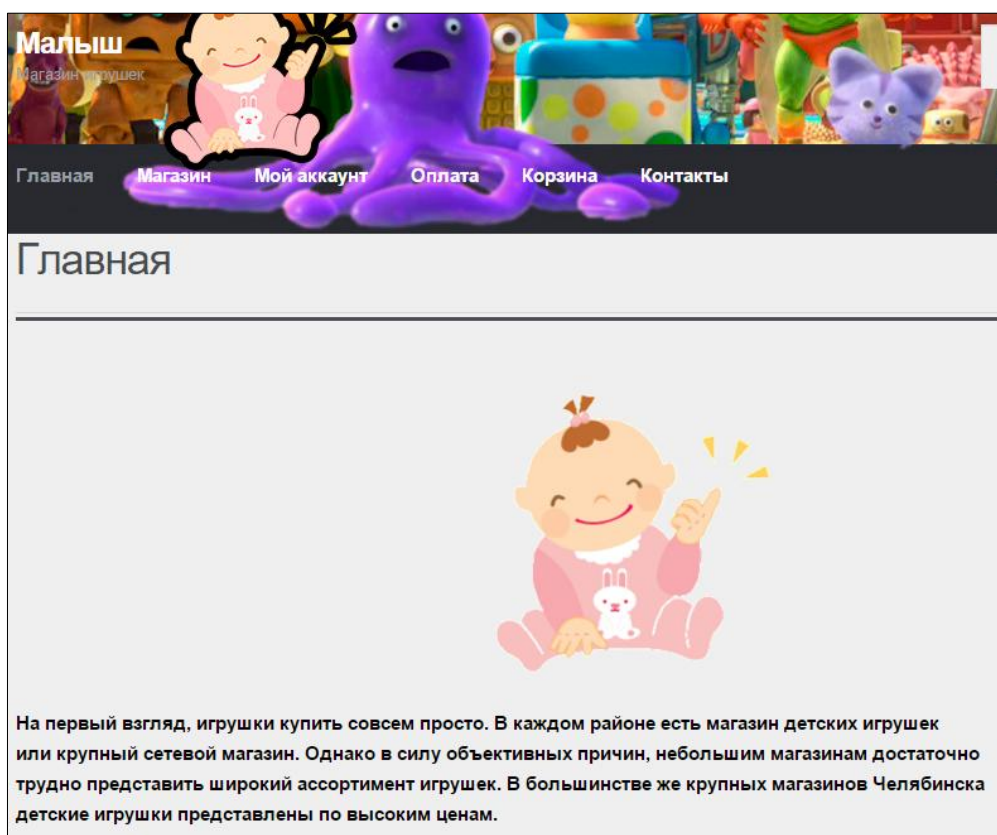 Малыш
Магазин игрушек
Главная Магазин Мой аккаунт Оплата Корзина Контакты
Главная
На первый взгляд, игрушки купить совсем просто. В каждом районе есть магазин детских игрушек
или крупный сетевой магазин. Однако в силу объективных причин, небольшим магазинам достаточно
трудно представить широкий ассортимент игрушек. В большинстве же крупных магазинов Челябинска
детские игрушки представлены по высоким ценам.